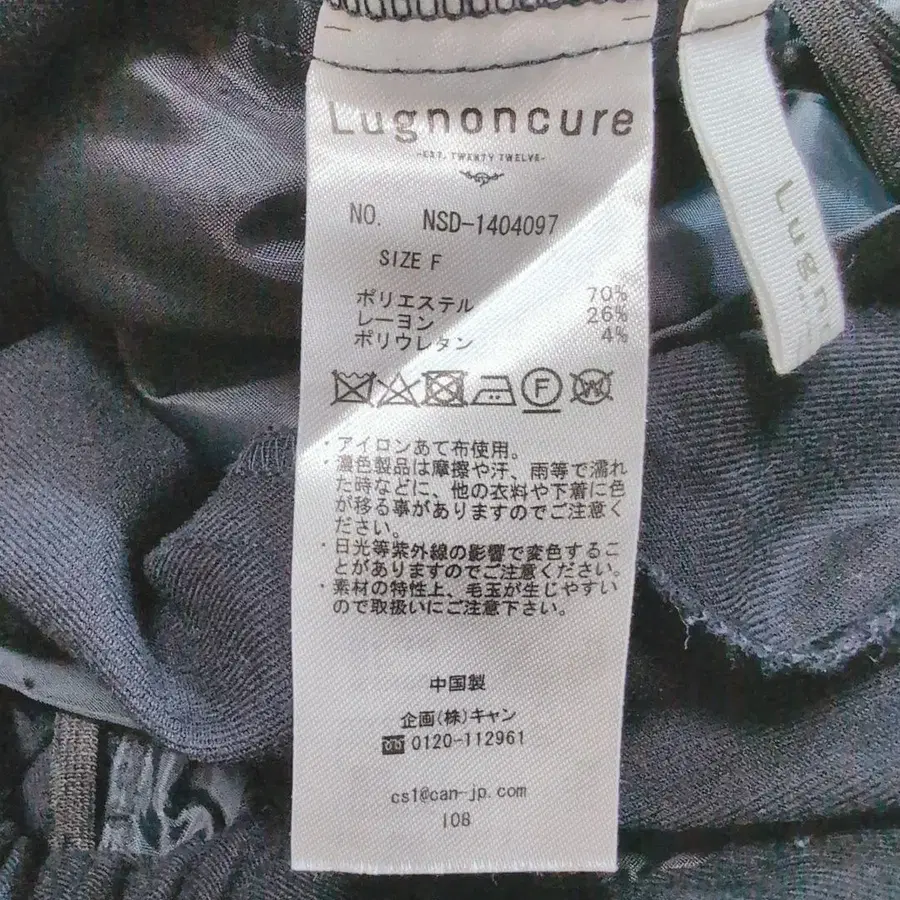 Lugnoncure
-EST. TWENTY TWELVE-
NO. NSD-1404097
SIZE F
ポリエステル 70%
レーヨン 26%
ポリウレタン 4%
F
W
・アイロンあて布使用。
・濃色製品は摩擦や汗、雨等で濡れ
た時などに、他の衣料や下着に色
が移る事がありますのでご注意く
ださい。
・日光等紫外線の影響で変色するこ
とがありますのでご注意ください。
・素材の特性上、毛玉が生じやすい
ので取扱いにご注意下さい。
中国製
企画(株)キャン
0120-112961
cs1@can-jp.com
108
Lug